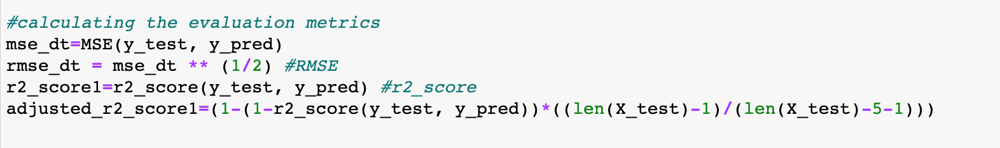 #calculating the evaluation metrics
mse_dt=MSE(y_test, y_pred)
rmse_dt = mse_dt ** (1/2) #RMSE
r2_score1=r2_score(y_test, y_pred) #r2_score
adjusted_r2_score1=(1-(1-r2_score(y_test, y_pred))*((len(X_test)-1)/(len(X_test)-5-1)))